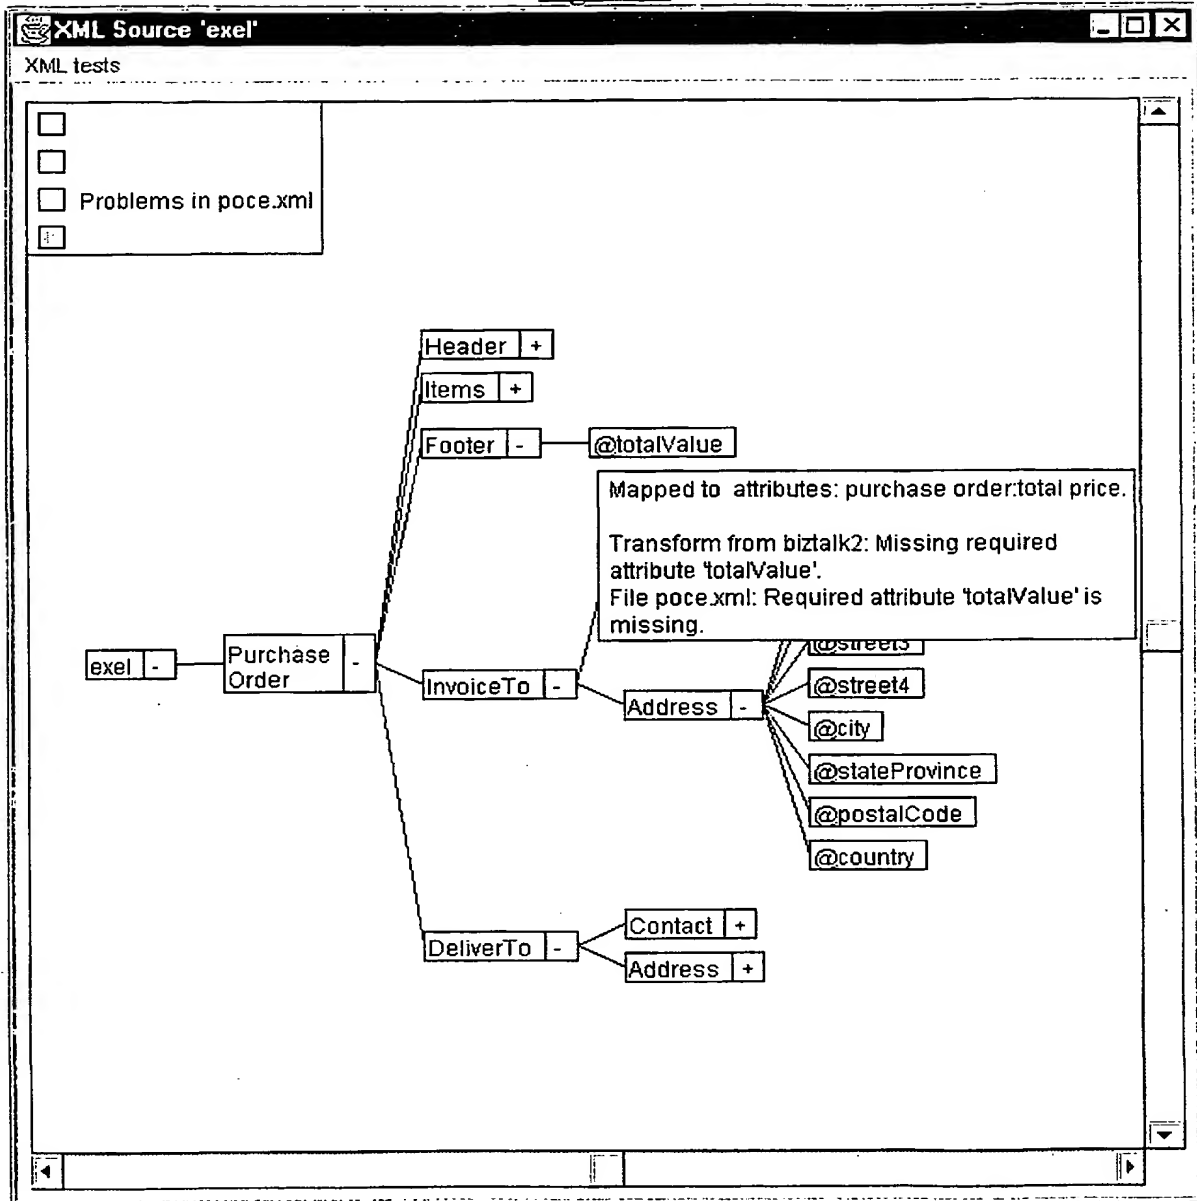 XML Source 'exel'
XML tests
Problems in poce.xml
Header +
Items +
Footer -
@totalValue
Mapped to attributes: purchase order:total price.
Transform from biztalk2: Missing required
attribute 'totalValue'.
File poce.xml: Required attribute 'totalValue' is
missing.
exel -
Purchase
Order
-
InvoiceTo -
Address -
@street3
@street4
@city
@stateProvince
@postalCode
@country
DeliverTo -
Contact +
Address +